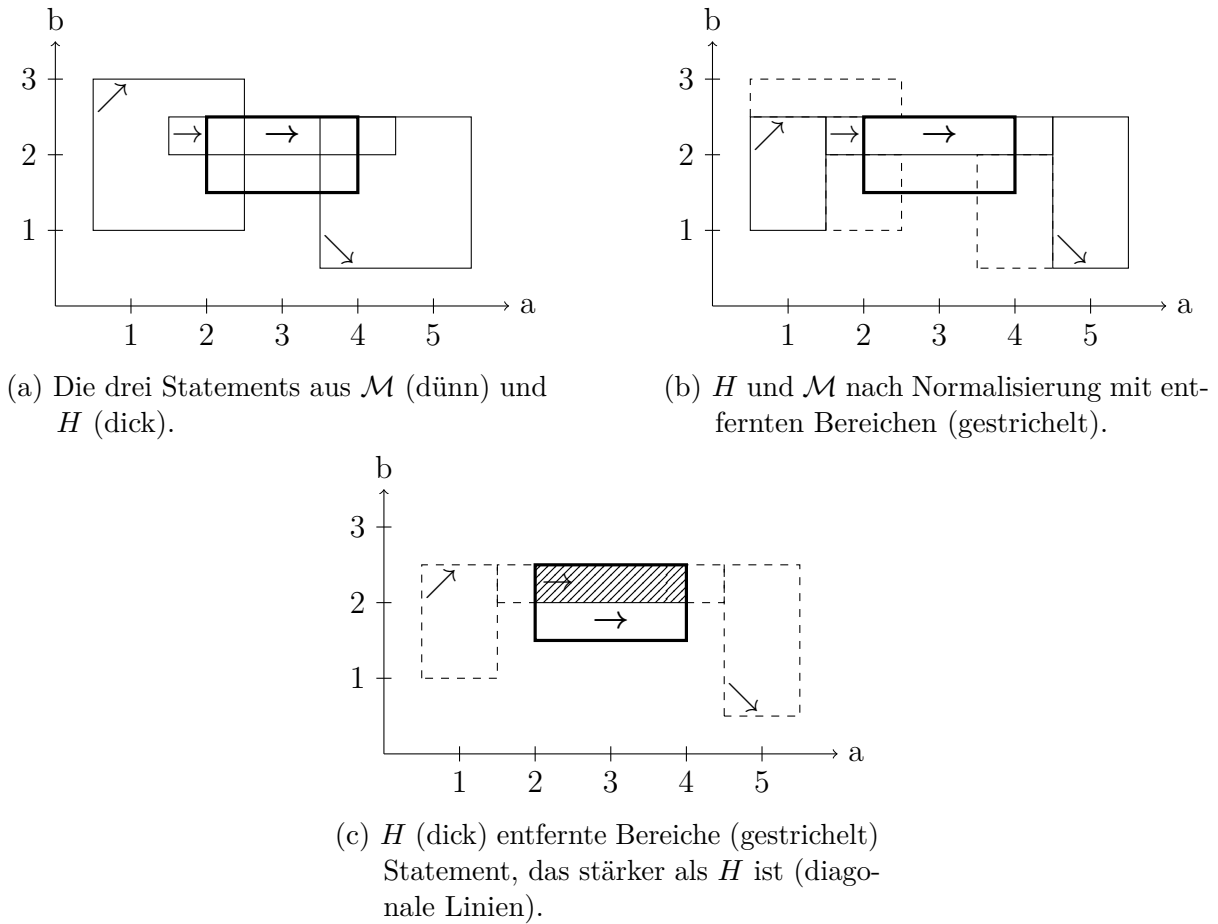 b
3
2
1
1 2 3 4 5
a
(a) Die drei Statements aus ℳ (dünn) und
H (dick).
b
3
2
1
1 2 3 4 5
a
(b) H und ℳ nach Normalisierung mit ent-
fernten Bereichen (gestrichelt).
b
3
2
1
1 2 3 4 5
a
(c) H (dick) entfernte Bereiche (gestrichelt)
Statement, das stärker als H ist (diago-
nale Linien).